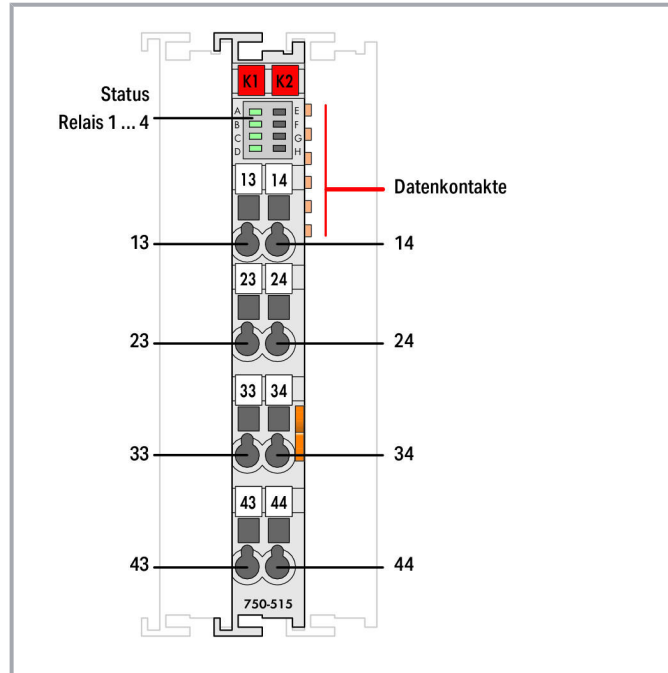 K1 K2
Status
Relais 1 ... 4
A E
B F
C G
D H
13 14
Datenkontakte
13 14
23 24
23 24
33 34
33 34
43 44
43 44
750-515